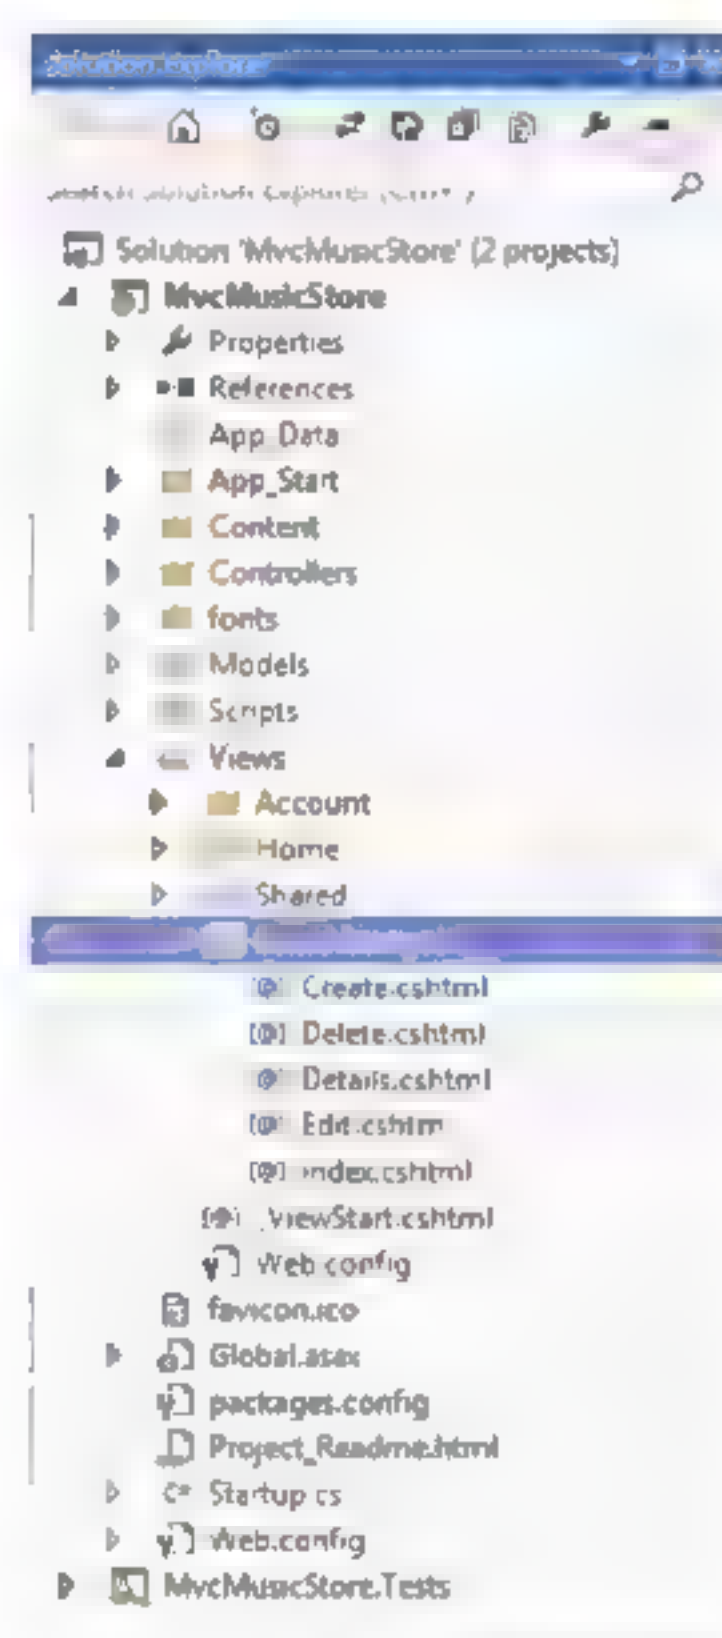 Solution Explorer
Solution 'MvcMusicStore' (2 projects)
MvcMusicStore
Properties
References
App_Data
App_Start
Content
Controllers
fonts
Models
Scripts
Views
Account
Home
Shared
Create.cshtml
Delete.cshtml
Details.cshtml
Edit.cshtml
Index.cshtml
_ViewStart.cshtml
Web.config
favicon.ico
Global.asax
packages.config
Project_Readme.html
C# Startup.cs
Web.config
MvcMusicStore.Tests